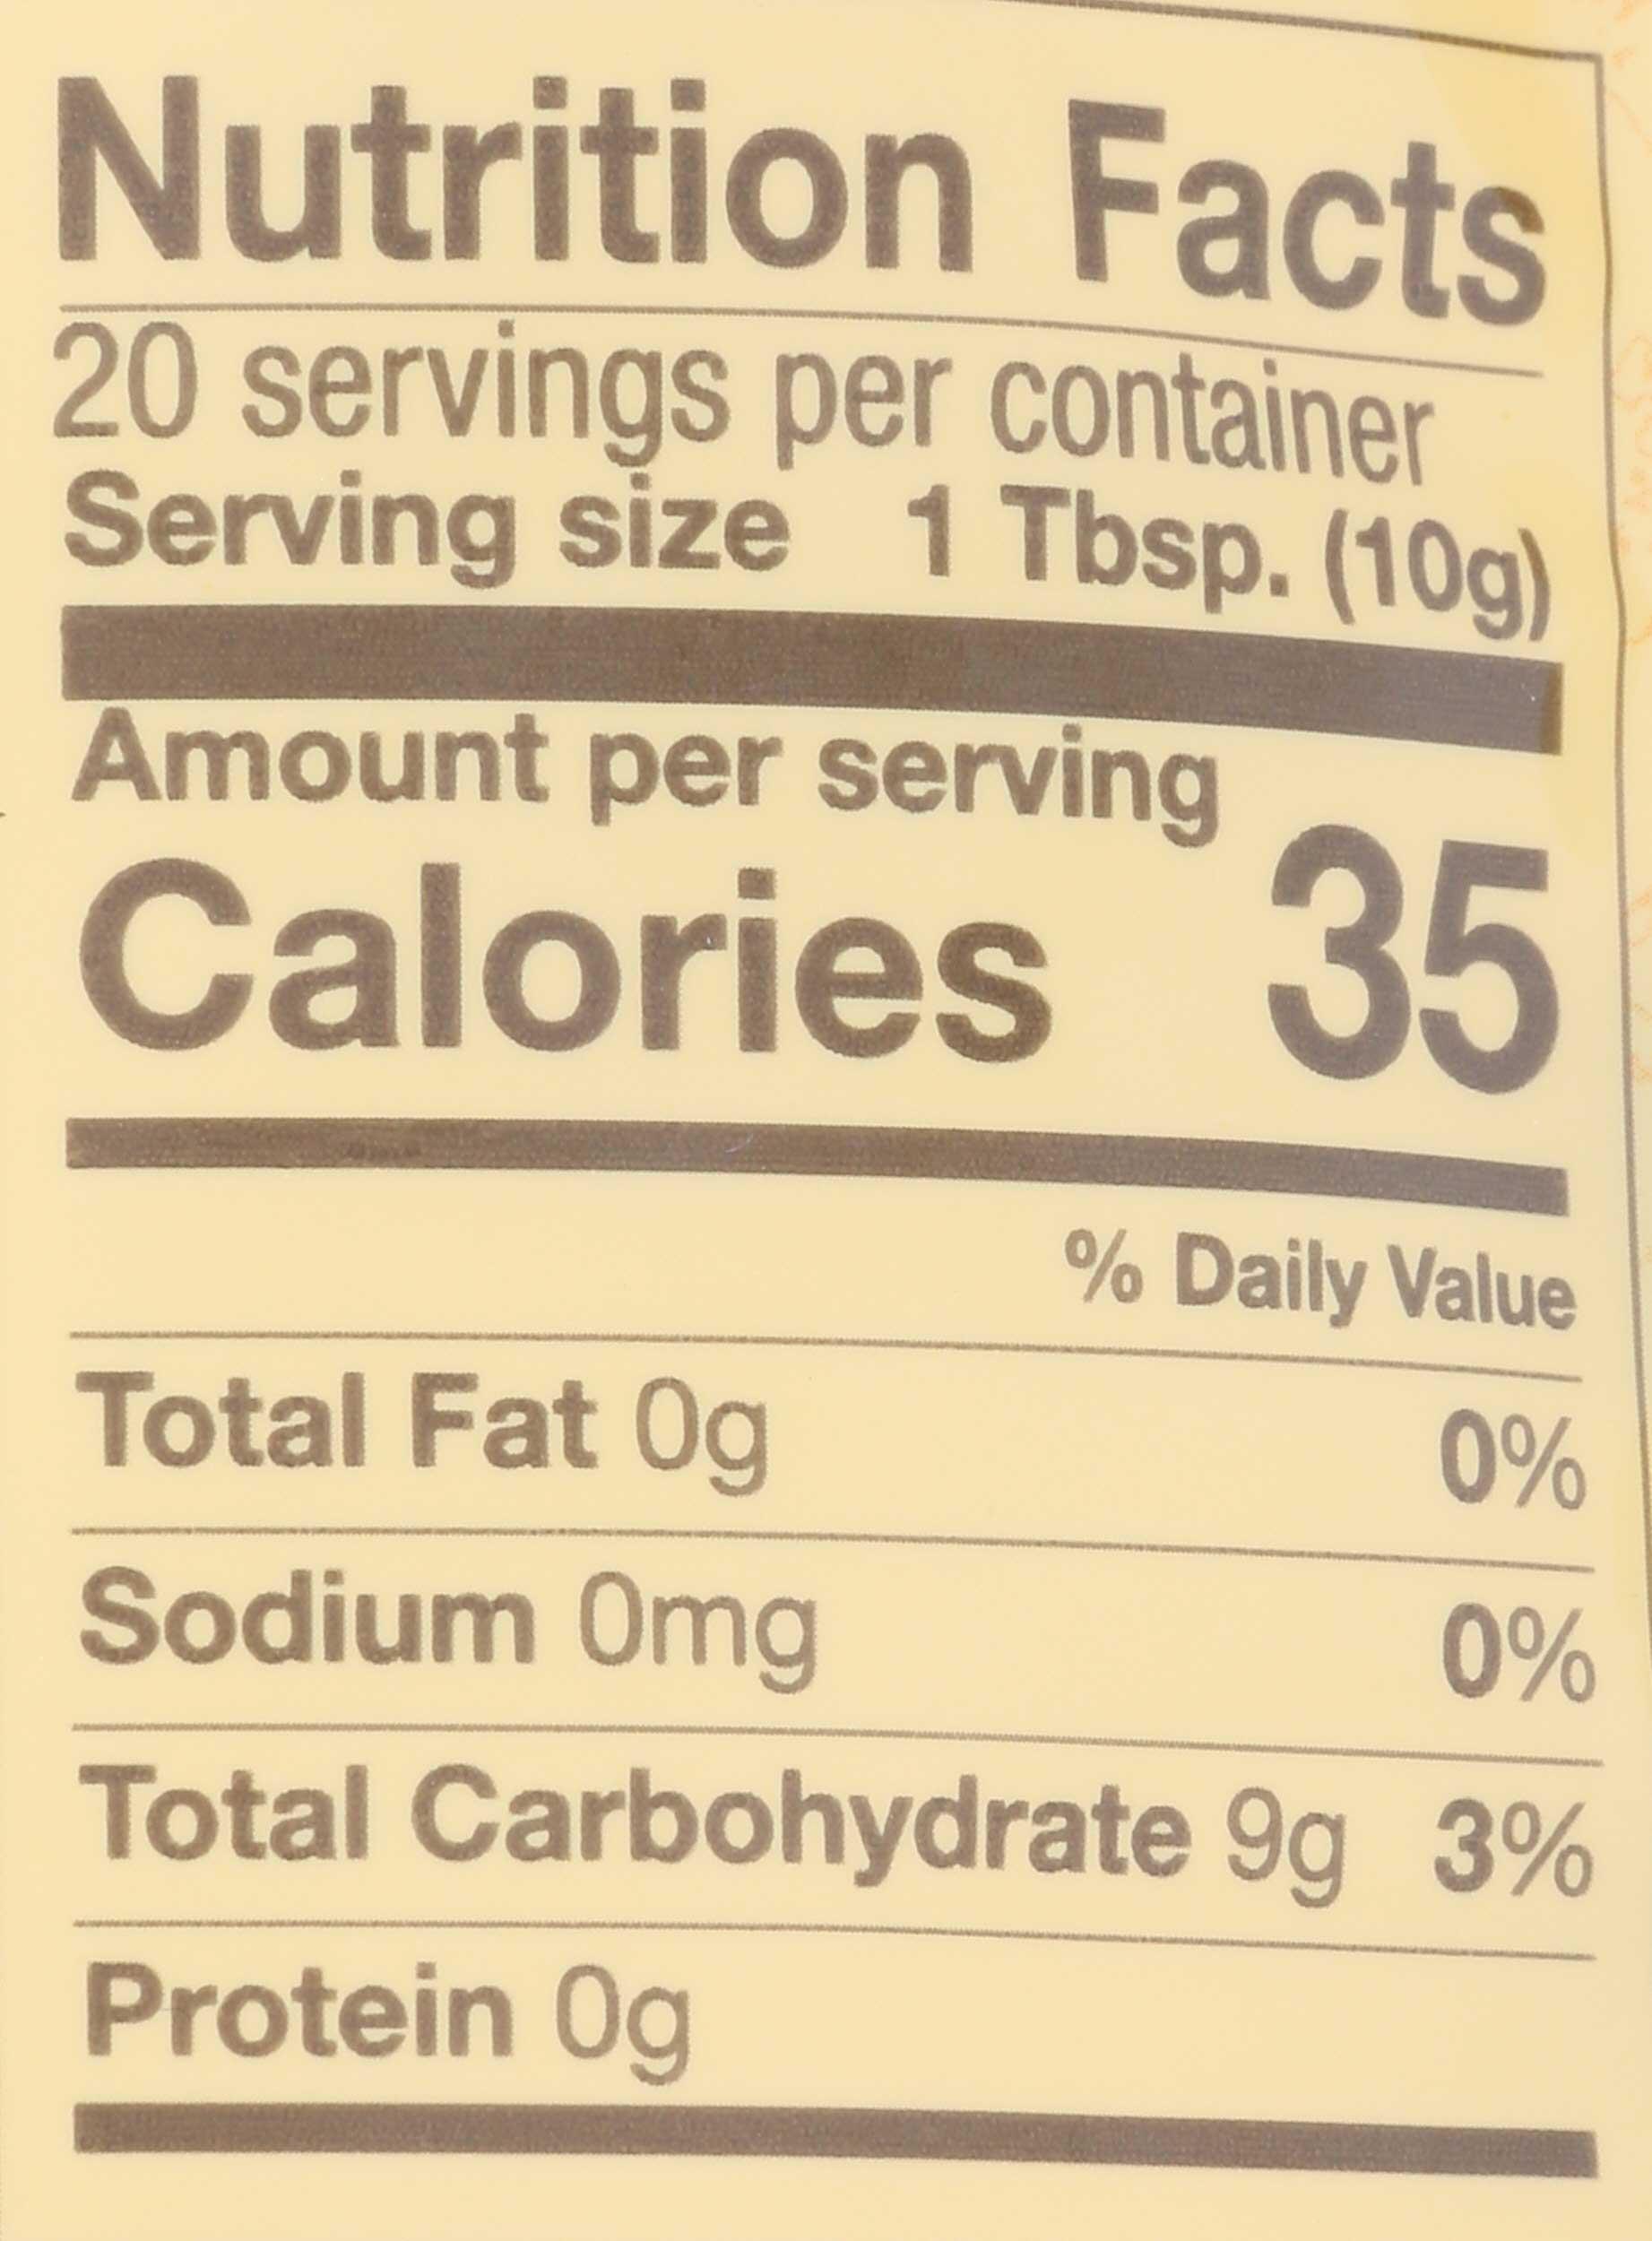 Nutrition Facts
20 servings per container
Serving size 1 Tbsp. (10g)
Amount per serving
Calories 35
% Daily Value
Total Fat 0g 0%
Sodium 0mg 0%
Total Carbohydrate 9g 3%
Protein 0g